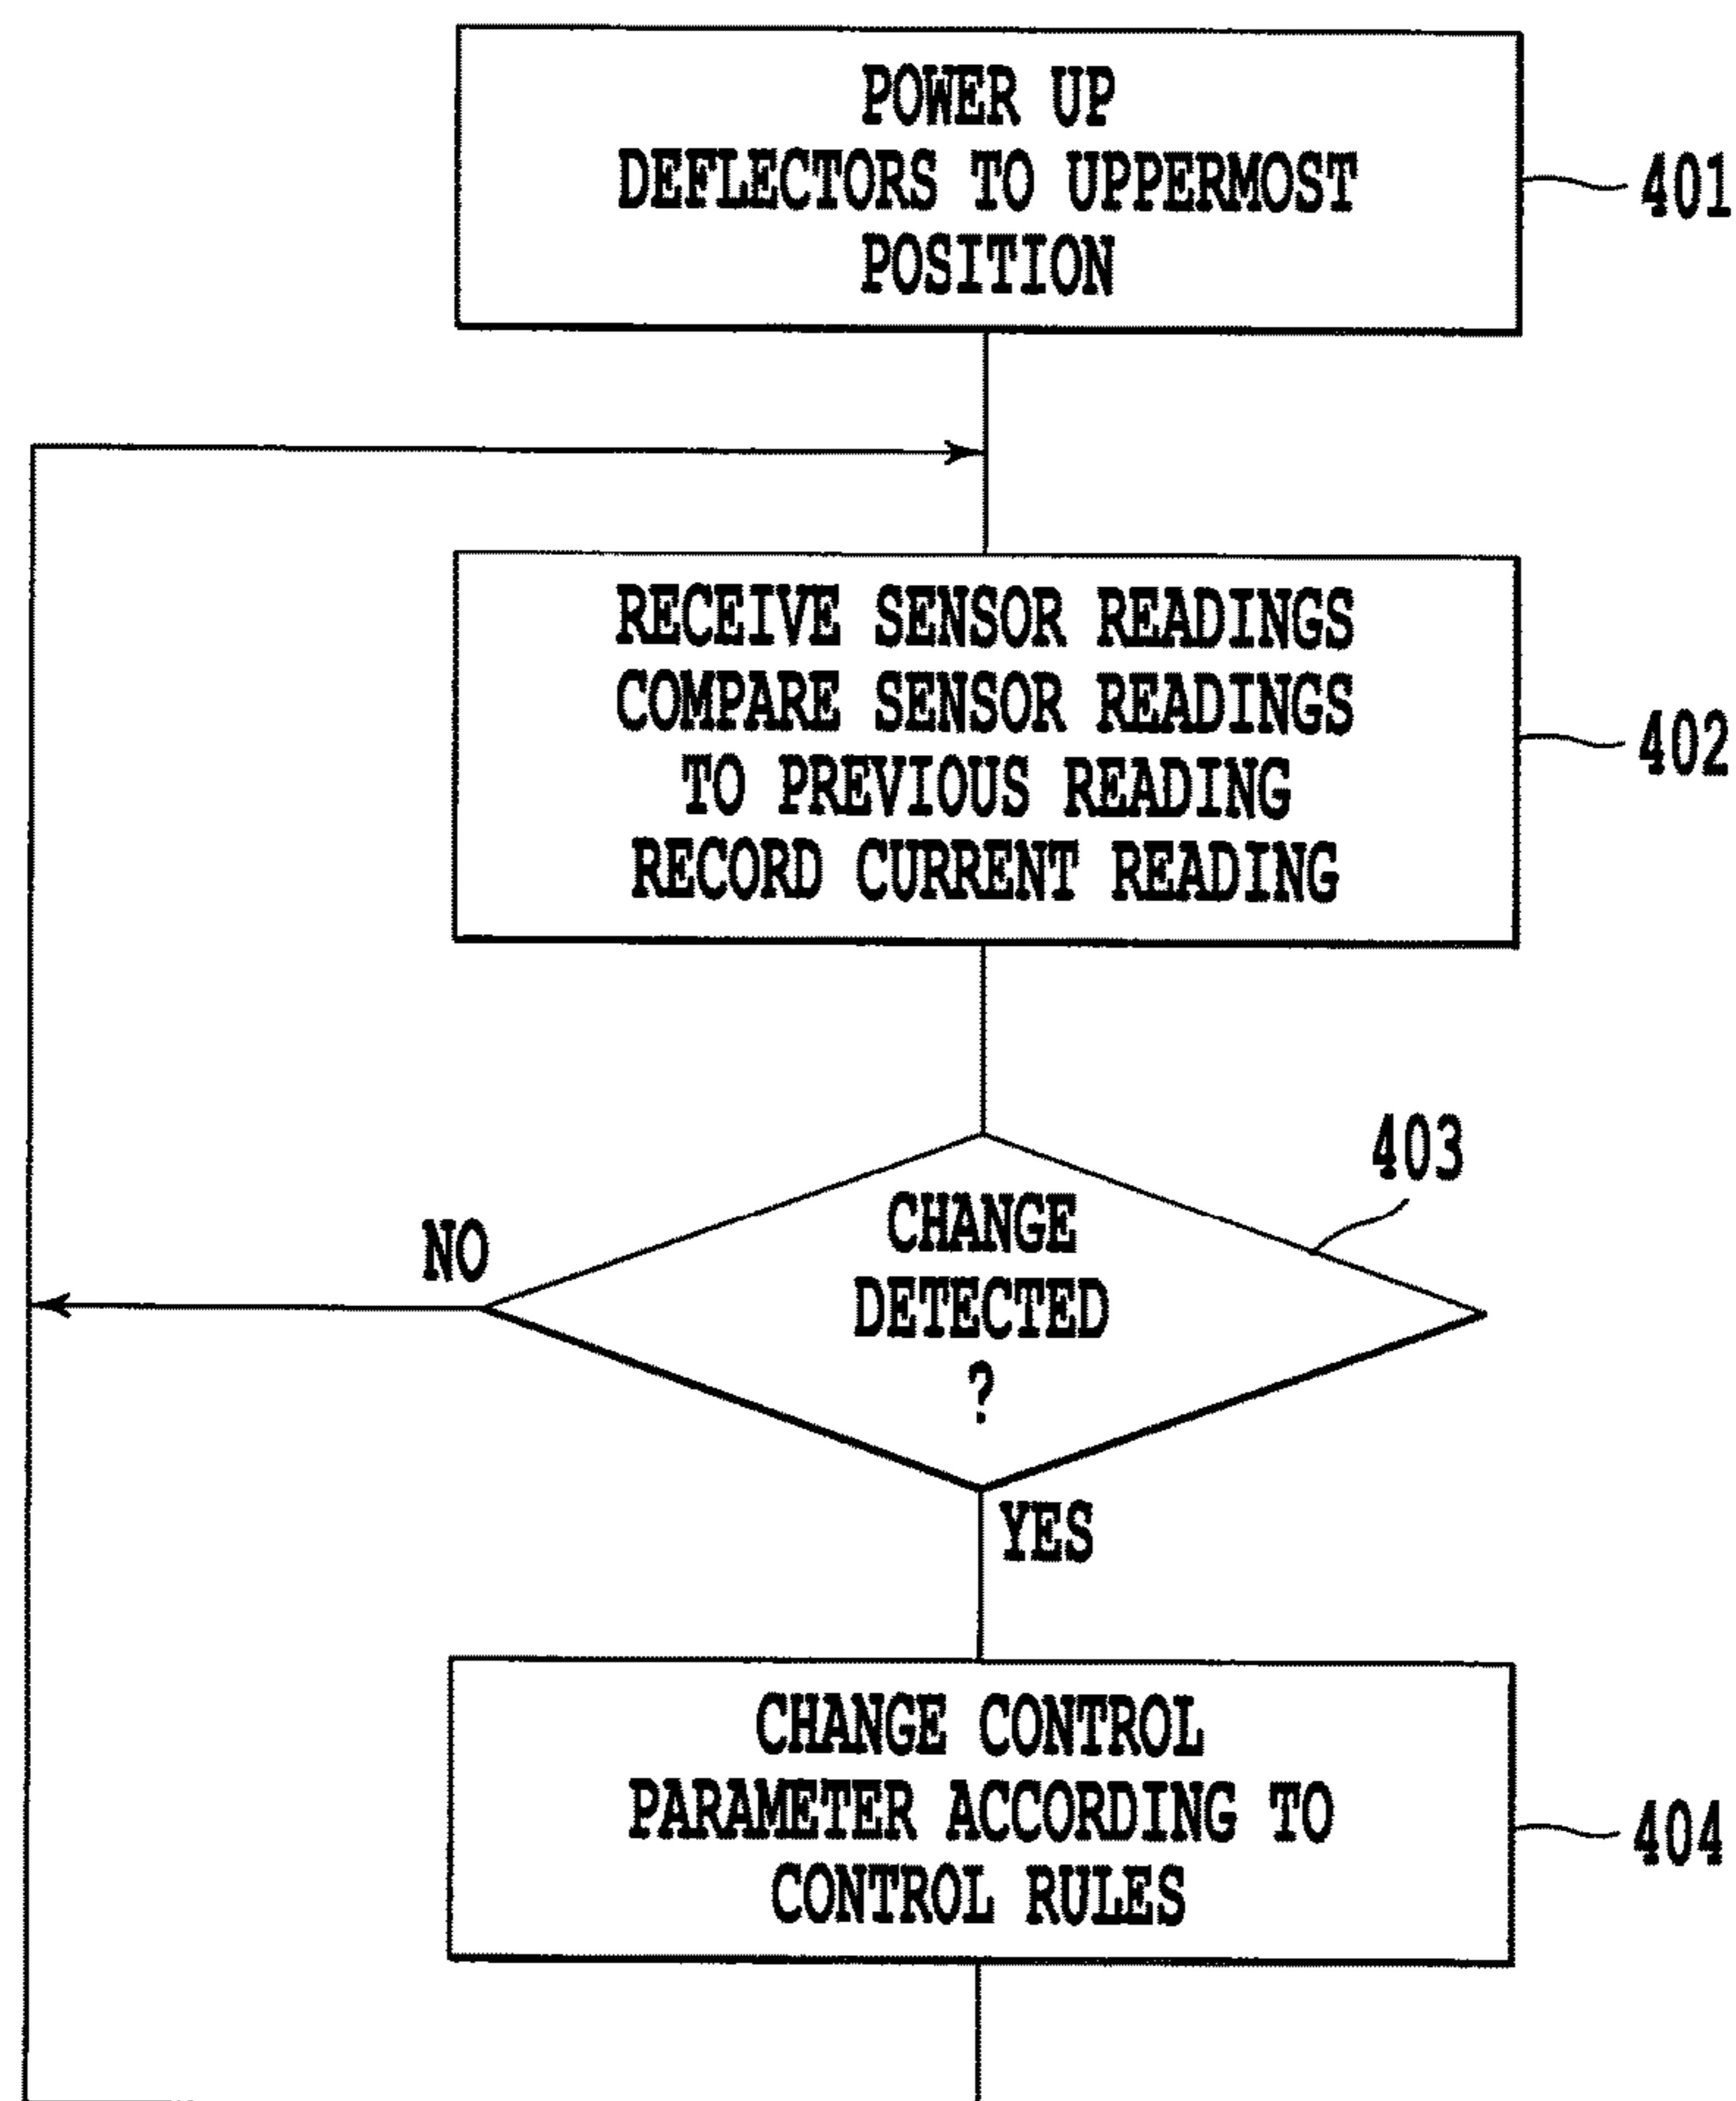 POWER UP
DEFLECTORS TO UPPERMOST
POSITION
401
RECEIVE SENSOR READINGS
COMPARE SENSOR READINGS
TO PREVIOUS READING
RECORD CURRENT READING
402
403
CHANGE
DETECTED
?
NO
YES
CHANGE CONTROL
PARAMETER ACCORDING TO
CONTROL RULES
404